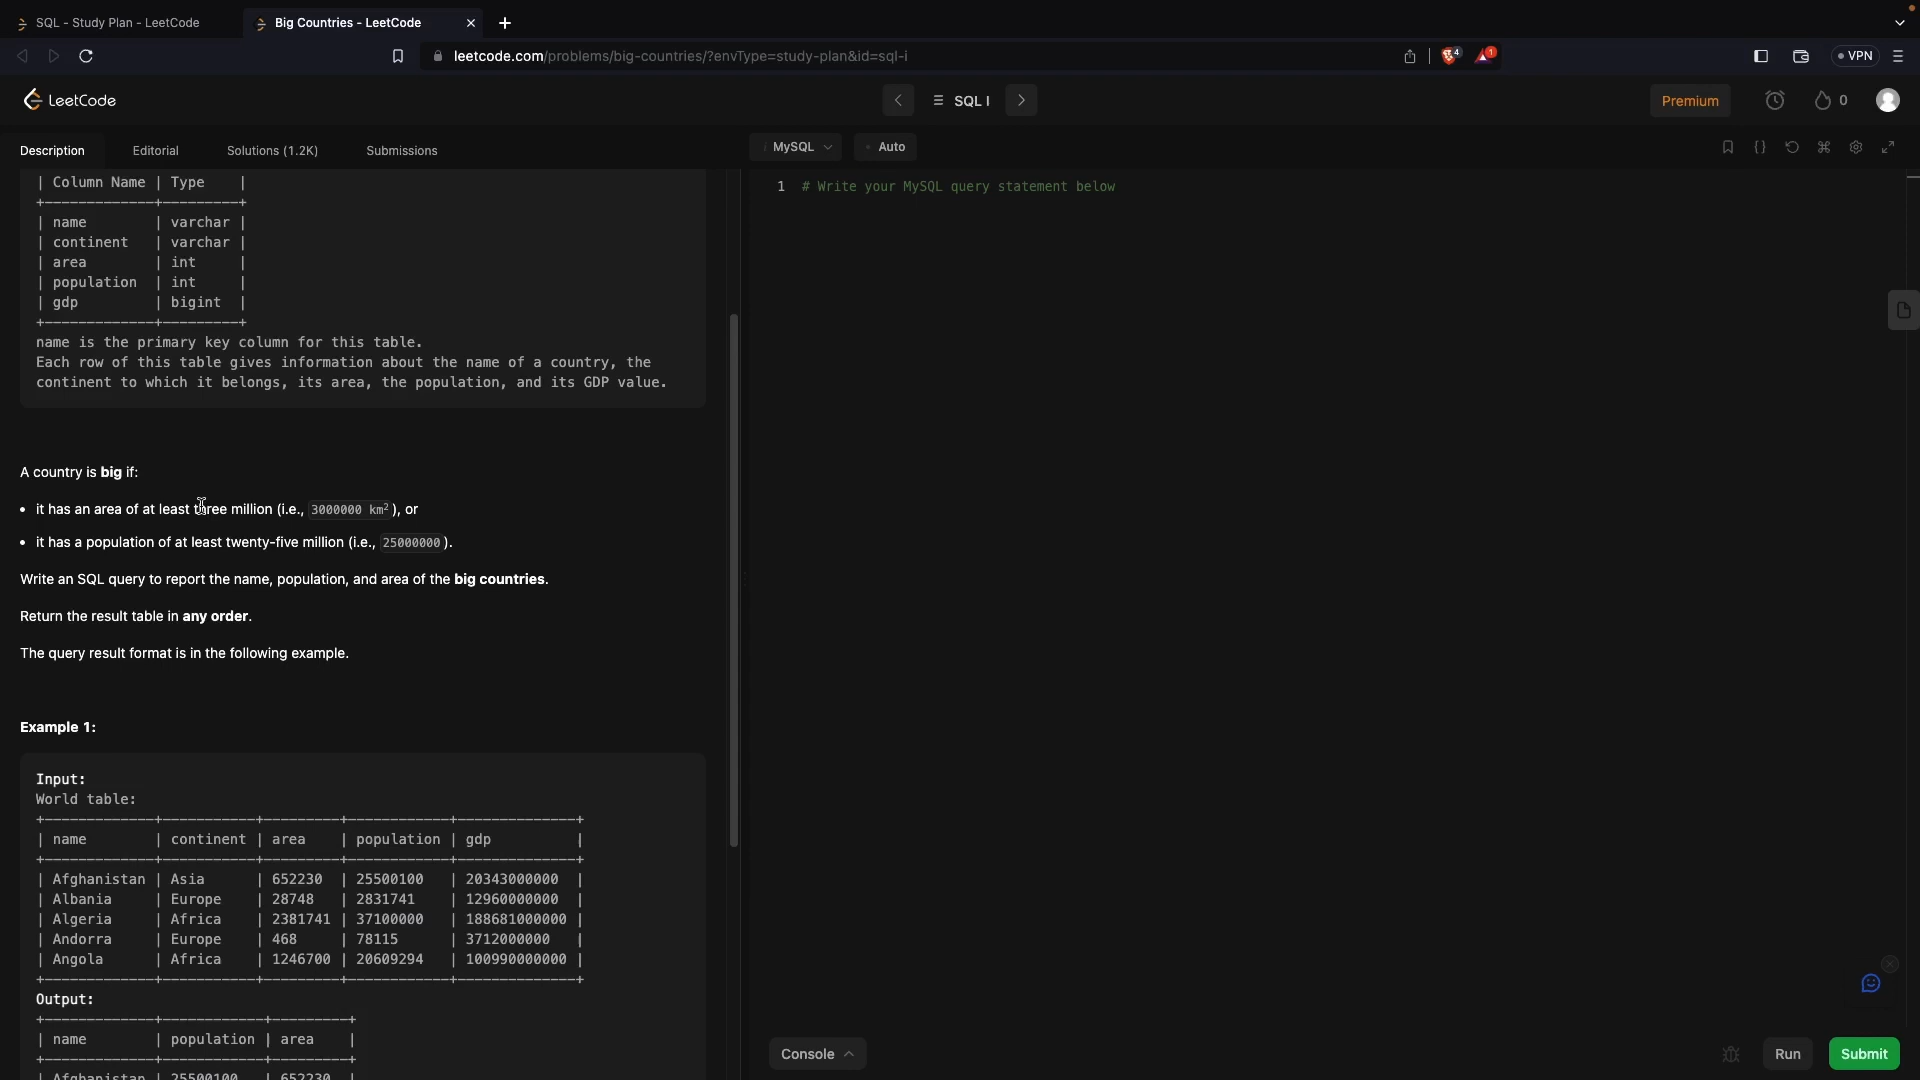 SQL - Study Plan - LeetCode
Big Countries - LeetCode
leetcode.com/problems/big-countries/?envType=study-plan&id=sql-i
4
1
VPN
LeetCode
SQL I
Premium
0
Description
Editorial
Solutions (1.2K)
Submissions
MySQL
Auto
| Column Name | Type |
+-------------+---------+
| name | varchar |
| continent | varchar |
| area | int |
| population | int |
| gdp | bigint |
+-------------+---------+
name is the primary key column for this table.
Each row of this table gives information about the name of a country, the
continent to which it belongs, its area, the population, and its GDP value.
A country is big if:
• it has an area of at least three million (i.e., 3000000 km²), or
• it has a population of at least twenty-five million (i.e., 25000000).
Write an SQL query to report the name, population, and area of the big countries.
Return the result table in any order.
The query result format is in the following example.
Example 1:
Input:
World table:
+-------------+-----------+---------+------------+--------------+
| name | continent | area | population | gdp |
+-------------+-----------+---------+------------+--------------+
| Afghanistan | Asia | 652230 | 25500100 | 20343000000 |
| Albania | Europe | 28748 | 2831741 | 12960000000 |
| Algeria | Africa | 2381741 | 37100000 | 188681000000 |
| Andorra | Europe | 468 | 78115 | 3712000000 |
| Angola | Africa | 1246700 | 20609294 | 100990000000 |
+-------------+-----------+---------+------------+--------------+
Output:
+-------------+------------+---------+
| name | population | area |
+-------------+------------+---------+
| Afghanistan | 25500100 | 652230 |
1 # Write your MySQL query statement below
Console
Run
Submit